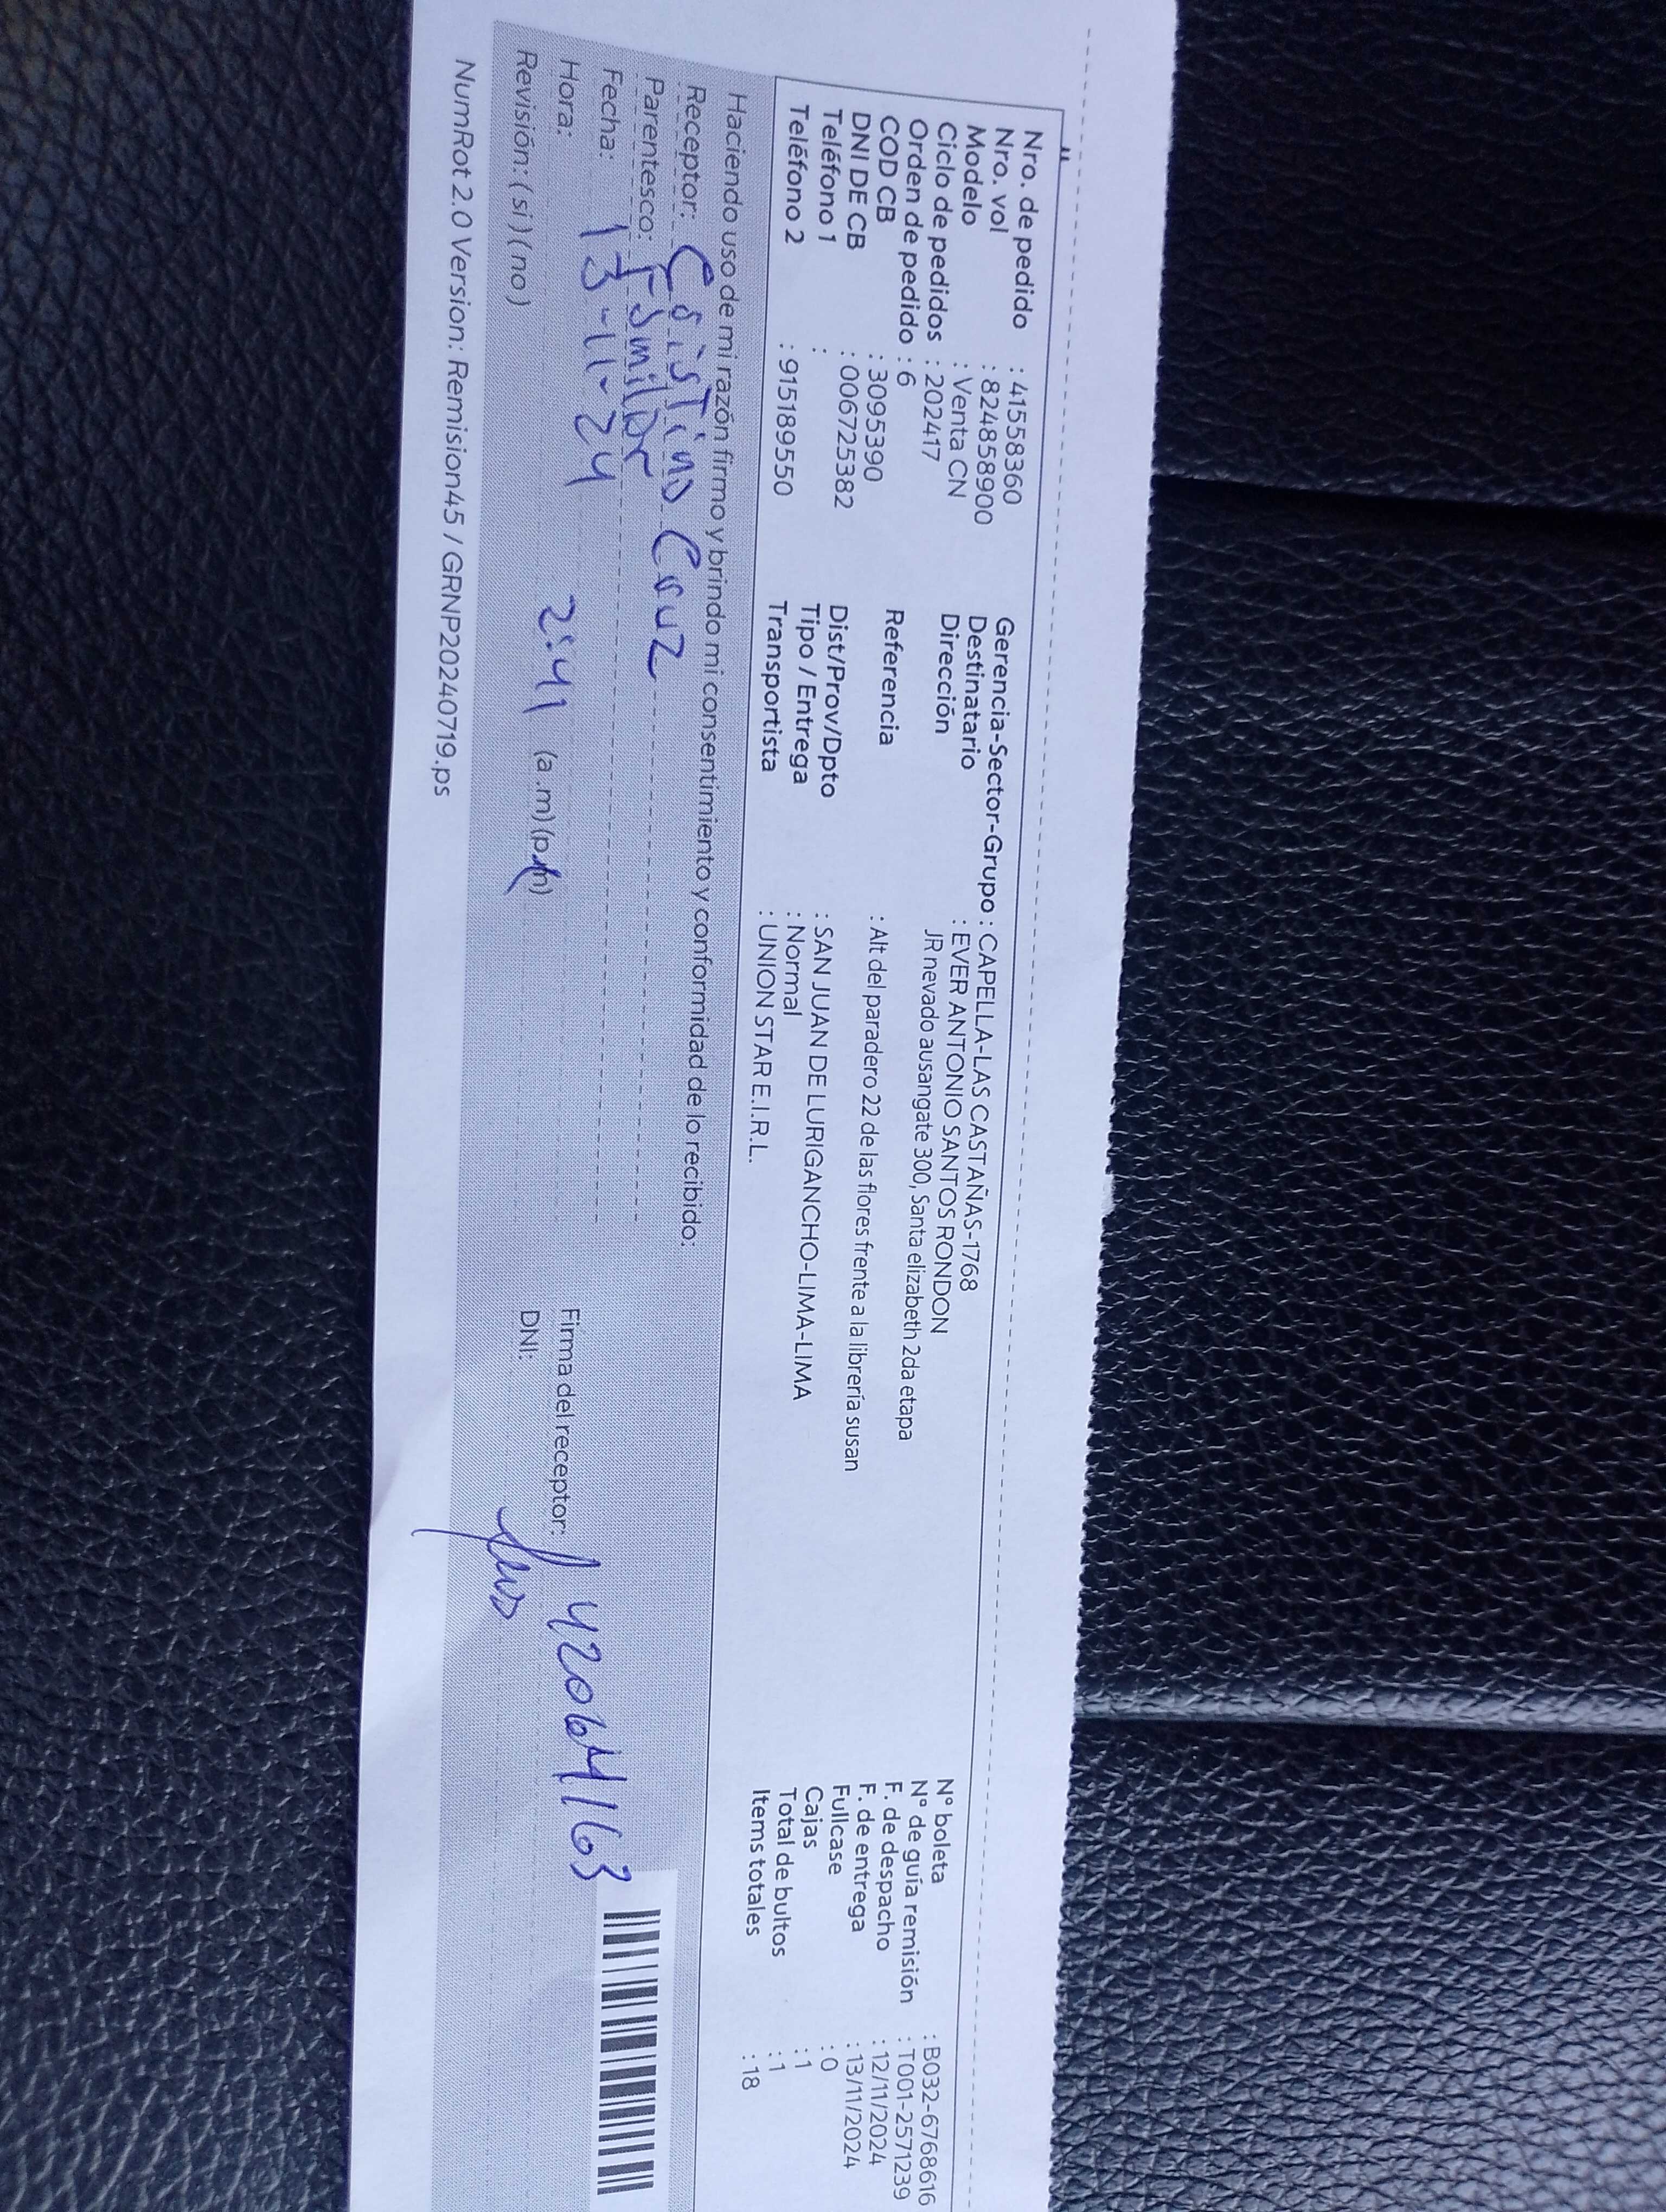 Nro. de pedido : 41558360
Nro. vol : 824858900
Modelo : Venta CN
Ciclo de pedidos : 202417
Orden de pedido : 6
COD CB : 3095390
DNI DE CB : 006725382
Teléfono 1 :
Teléfono 2 : 915189550
Gerencia-Sector-Grupo : CAPELLA-LAS CASTAÑAS-1768
Destinatario : EVER ANTONIO SANTOS RONDON
Dirección JR nevado ausangate 300, Santa elizabeth 2da etapa
Referencia : Alt del paradero 22 de las flores frente a la librería susan
Dist/Prov/Dpto : SAN JUAN DE LURIGANCHO-LIMA-LIMA
Tipo / Entrega : Normal
Transportista : UNION STAR E.I.R.L.
N° boleta : B032-6768616
N° de guía remisión : T001-2571239
F. de despacho : 12/11/2024
F. de entrega : 13/11/2024
Fullcase : 0
Cajas : 1
Total de bultos : 1
Items totales : 18
Haciendo uso de mi razón firmo y brindo mi consentimiento y conformidad de lo recibido:
Receptor: Cristina Cruz
Parentesco: Familiar
Fecha: 13-11-24
Hora: 2:41 (a.m)(p.m)
Revisión: ( si ) ( no )
Firma del receptor: 42064163
DNI:
NumRot 2.0 Version: Remision45 / GRNP20240719.ps